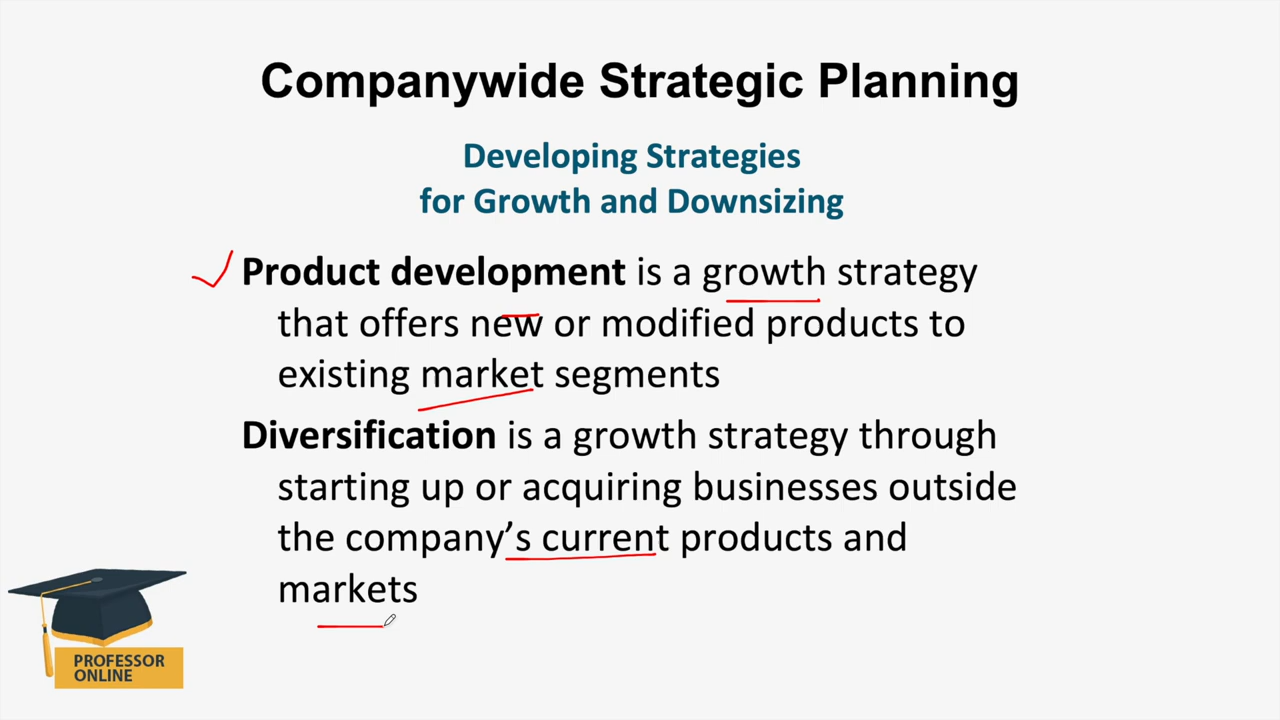 Companywide Strategic Planning
Developing Strategies
for Growth and Downsizing
Product development is a growth strategy
that offers new or modified products to
existing market segments
Diversification is a growth strategy through
starting up or acquiring businesses outside
the company’s current products and
markets
PROFESSOR
ONLINE